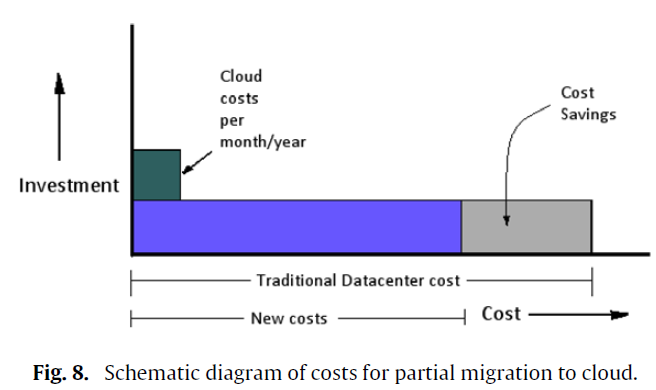 Cloud
costs
per
month/year
Cost
Savings
Investment
Traditional Datacenter cost
New costs
Cost
Fig. 8. Schematic diagram of costs for partial migration to cloud.